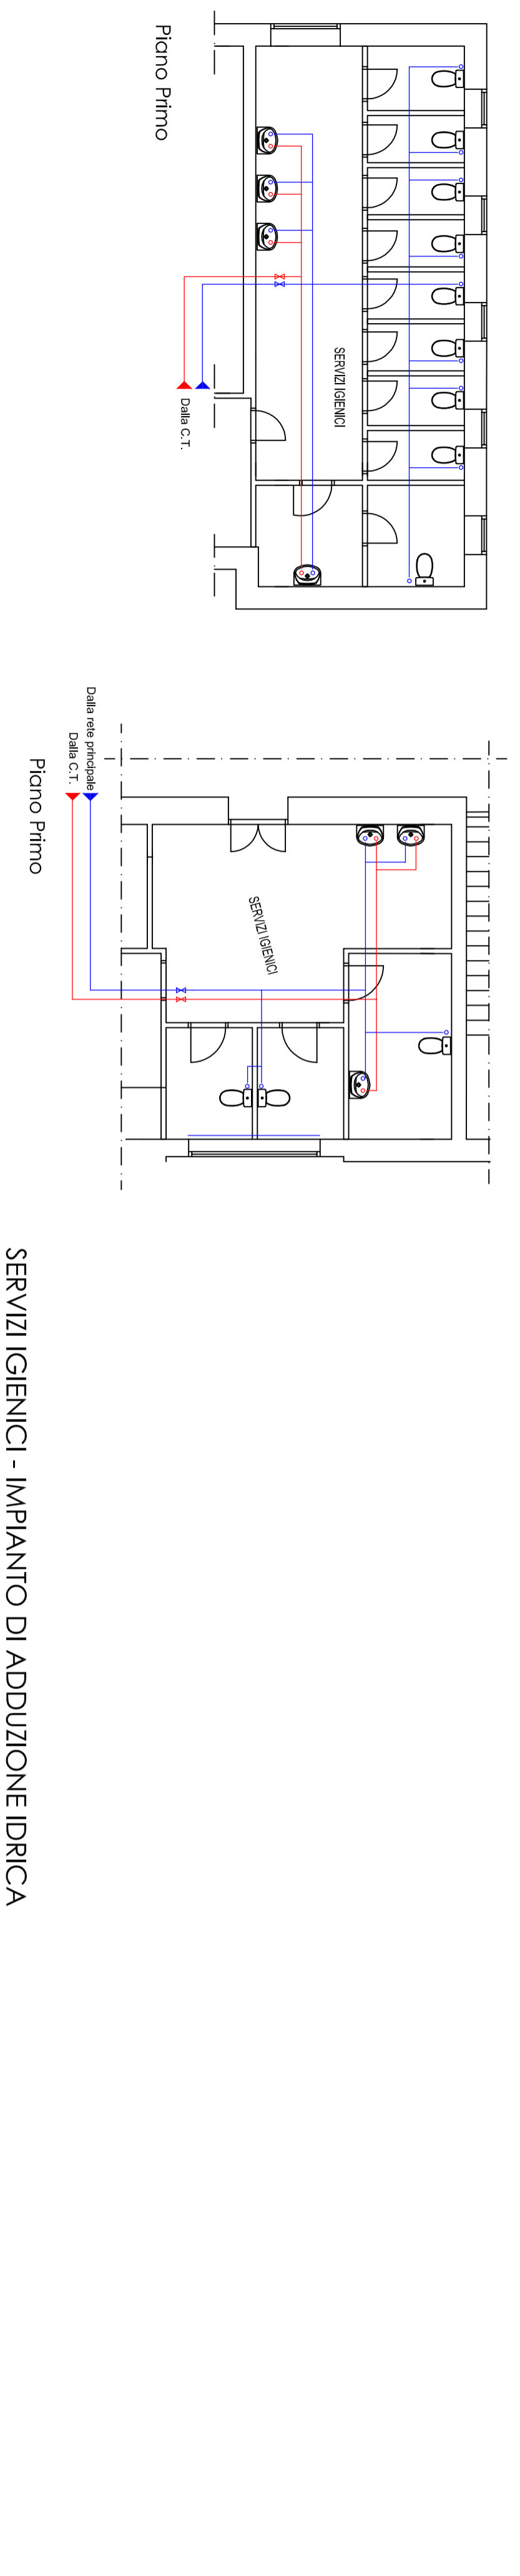 SERVIZI IGIENICI
Dalla C.T.
Piano Primo
SERVIZI IGIENICI
Dalla rete principale
Dalla C.T.
Piano Primo
SERVIZI IGIENICI - IMPIANTO DI ADDUZIONE IDRICA